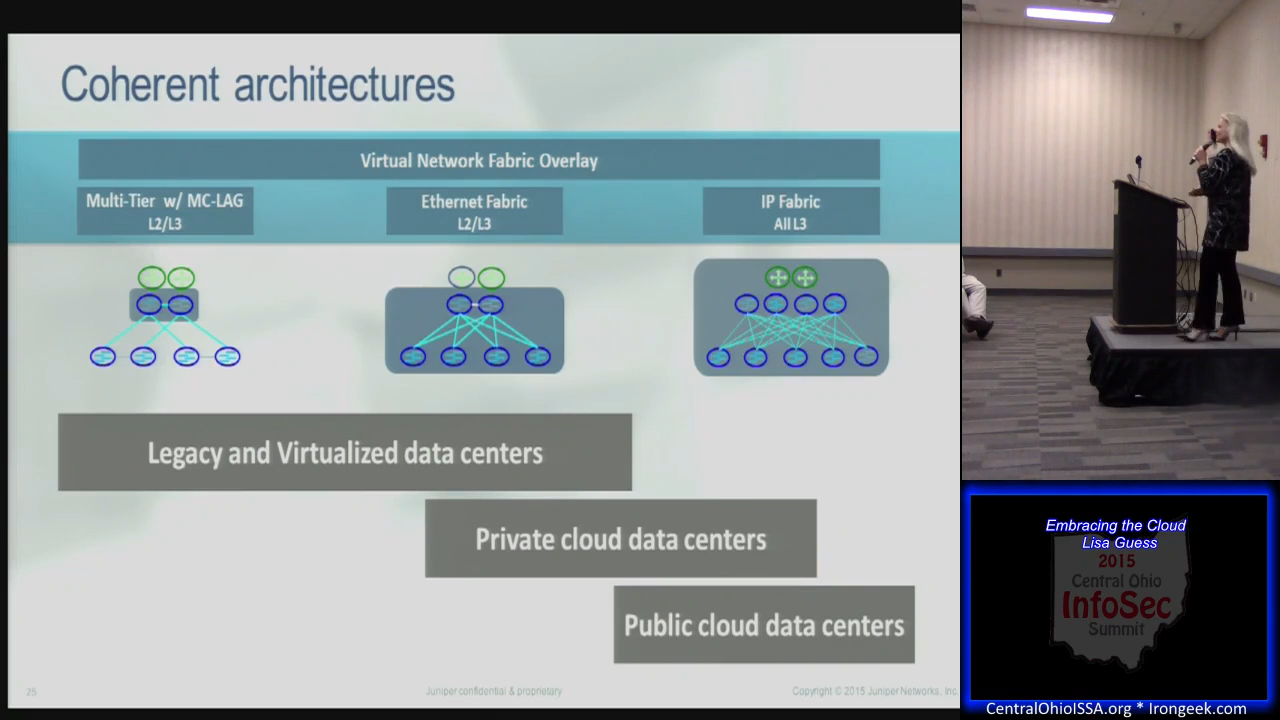 Coherent architectures
Virtual Network Fabric Overlay
Multi-Tier w/ MC-LAG
L2/L3
Ethernet Fabric
L2/L3
IP Fabric
All L3
Legacy and Virtualized data centers
Private cloud data centers
Public cloud data centers
25
Juniper confidential & proprietary
Copyright © 2015 Juniper Networks, Inc.
Embracing the Cloud
Lisa Guess
2015
Central Ohio
InfoSec
Summit
CentralOhioISSA.org * Irongeek.com